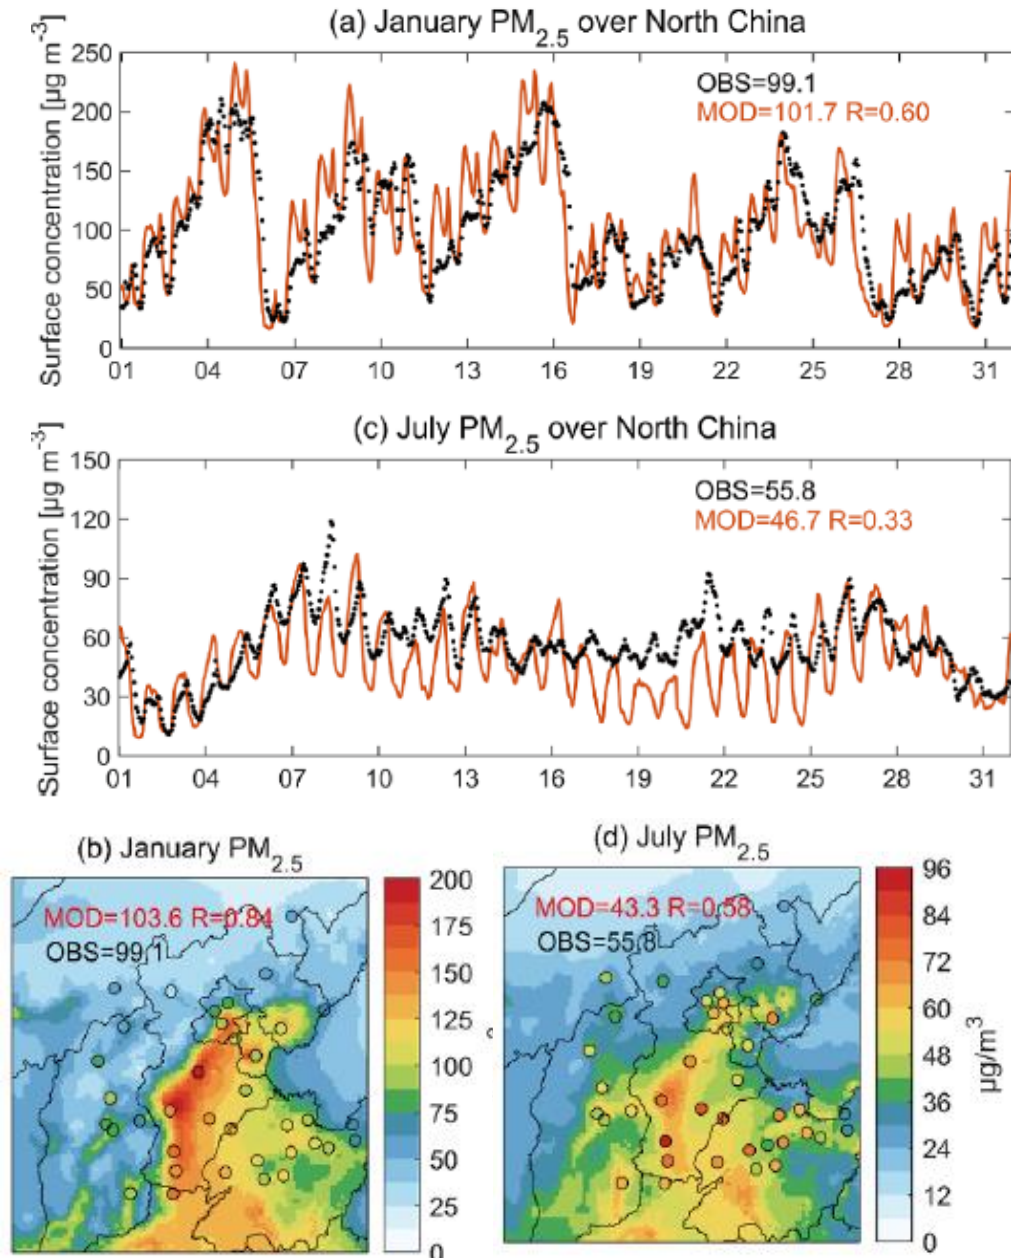 (a) January PM2.5 over North China
Surface concentration [µg m-3]
250
200
150
100
50
0
OBS=99.1
MOD=101.7 R=0.60
01 04 07 10 13 16 19 22 25 28 31
(c) July PM2.5 over North China
Surface concentration [µg m-3]
150
120
90
60
30
0
OBS=55.8
MOD=46.7 R=0.33
01 04 07 10 13 16 19 22 25 28 31
(b) January PM2.5
MOD=103.6 R=0.84
OBS=99.1
200
175
150
125
100
75
50
25
0
(d) July PM2.5
MOD=43.3 R=0.58
OBS=55.8
96
84
72
60
48
36
24
12
0
µg/m3